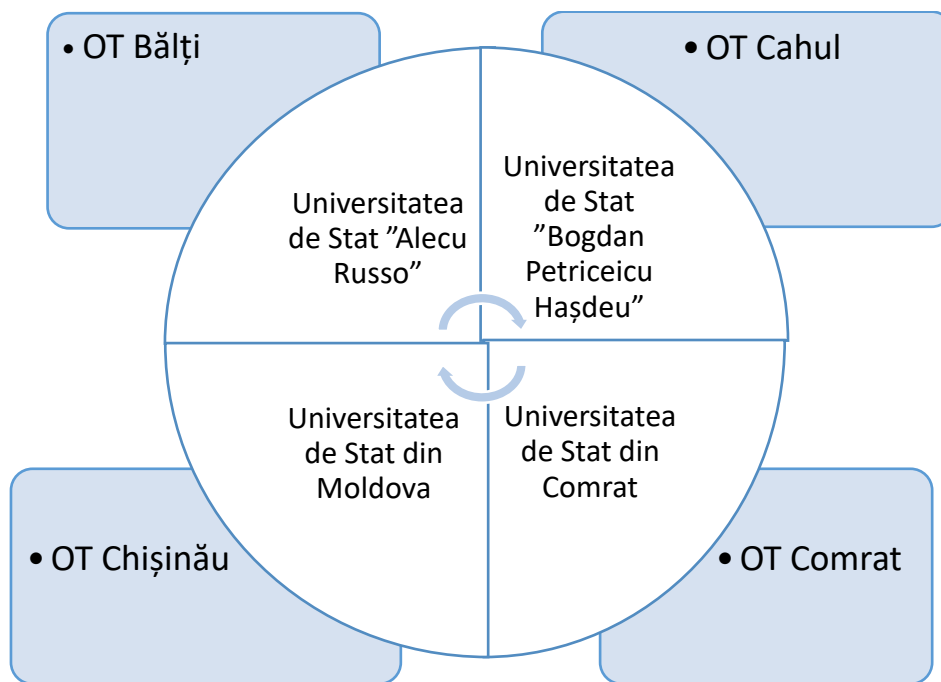 • OT Bălți
• OT Cahul
Universitatea
de Stat ”Alecu
Russo”
Universitatea
de Stat
”Bogdan
Petriceicu
Hașdeu”
Universitatea
de Stat din
Moldova
Universitatea
de Stat din
Comrat
• OT Chișinău
• OT Comrat